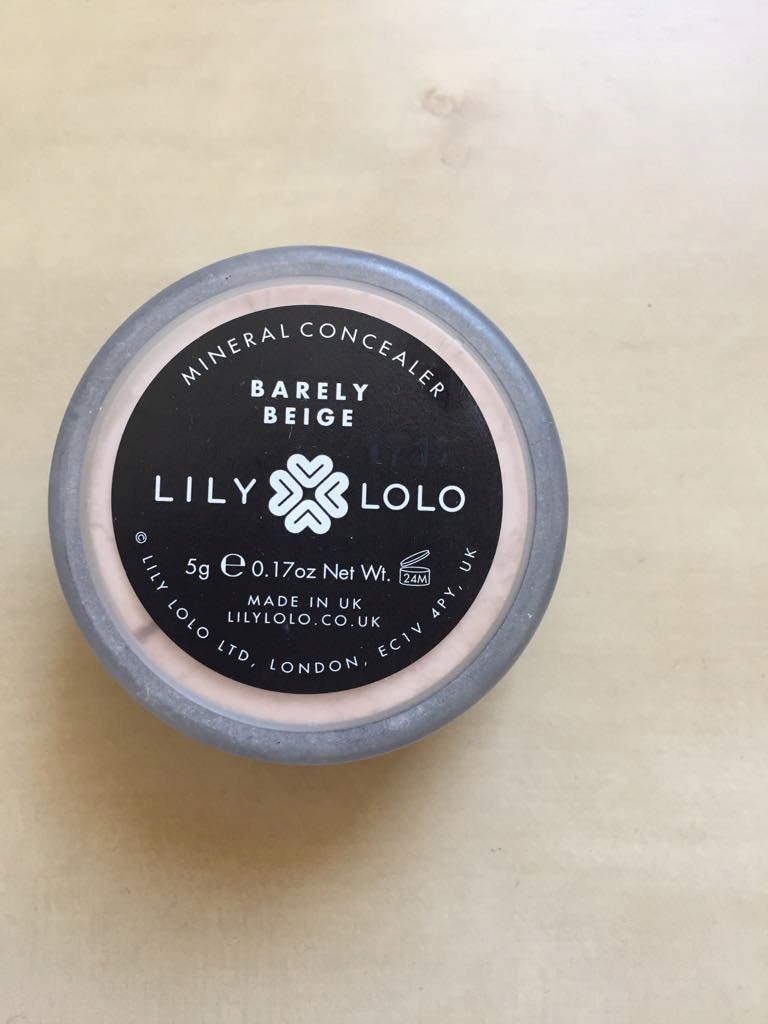 MINERAL CONCEALER
BARELY
BEIGE
LILY LOLO
5g ℮ 0.17oz Net Wt. 24M
MADE IN UK
LILYLOLO.CO.UK
© LILY LOLO LTD, LONDON, EC1V 4PY, UK